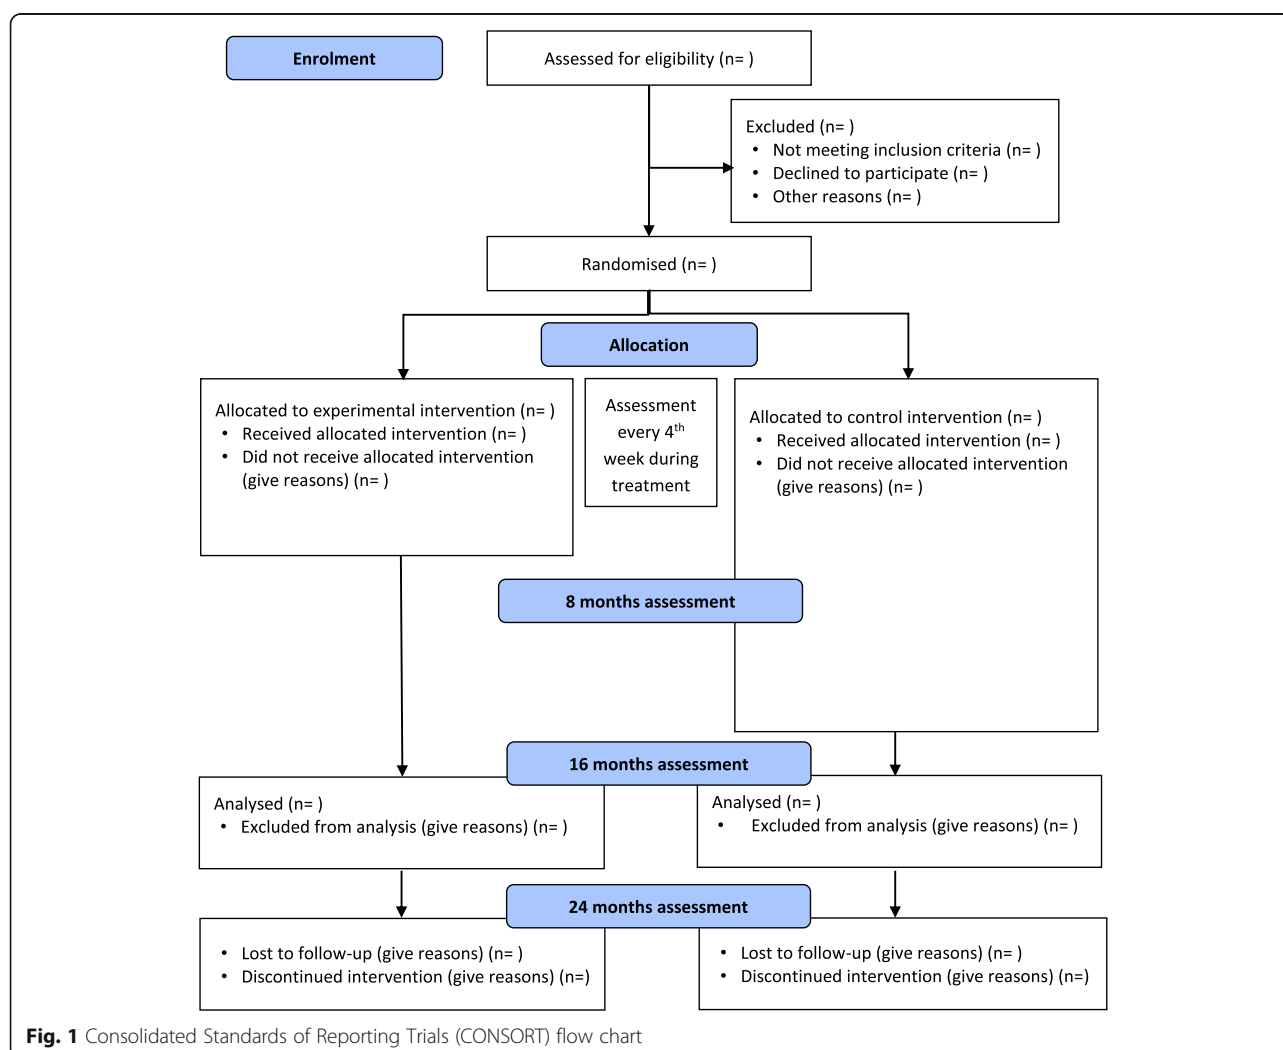 Enrolment
Assessed for eligibility (n= )
Excluded (n= )
• Not meeting inclusion criteria (n= )
• Declined to participate (n= )
• Other reasons (n= )
Randomised (n= )
Allocation
Allocated to experimental intervention (n= )
• Received allocated intervention (n= )
• Did not receive allocated intervention
(give reasons) (n= )
Assessment
every 4th
week during
treatment
Allocated to control intervention (n= )
• Received allocated intervention (n= )
• Did not receive allocated intervention
(give reasons) (n= )
8 months assessment
16 months assessment
Analysed (n= )
• Excluded from analysis (give reasons) (n= )
Analysed (n= )
• Excluded from analysis (give reasons) (n= )
24 months assessment
• Lost to follow-up (give reasons) (n= )
• Discontinued intervention (give reasons) (n=)
• Lost to follow-up (give reasons) (n= )
• Discontinued intervention (give reasons) (n=)
Fig. 1 Consolidated Standards of Reporting Trials (CONSORT) flow chart